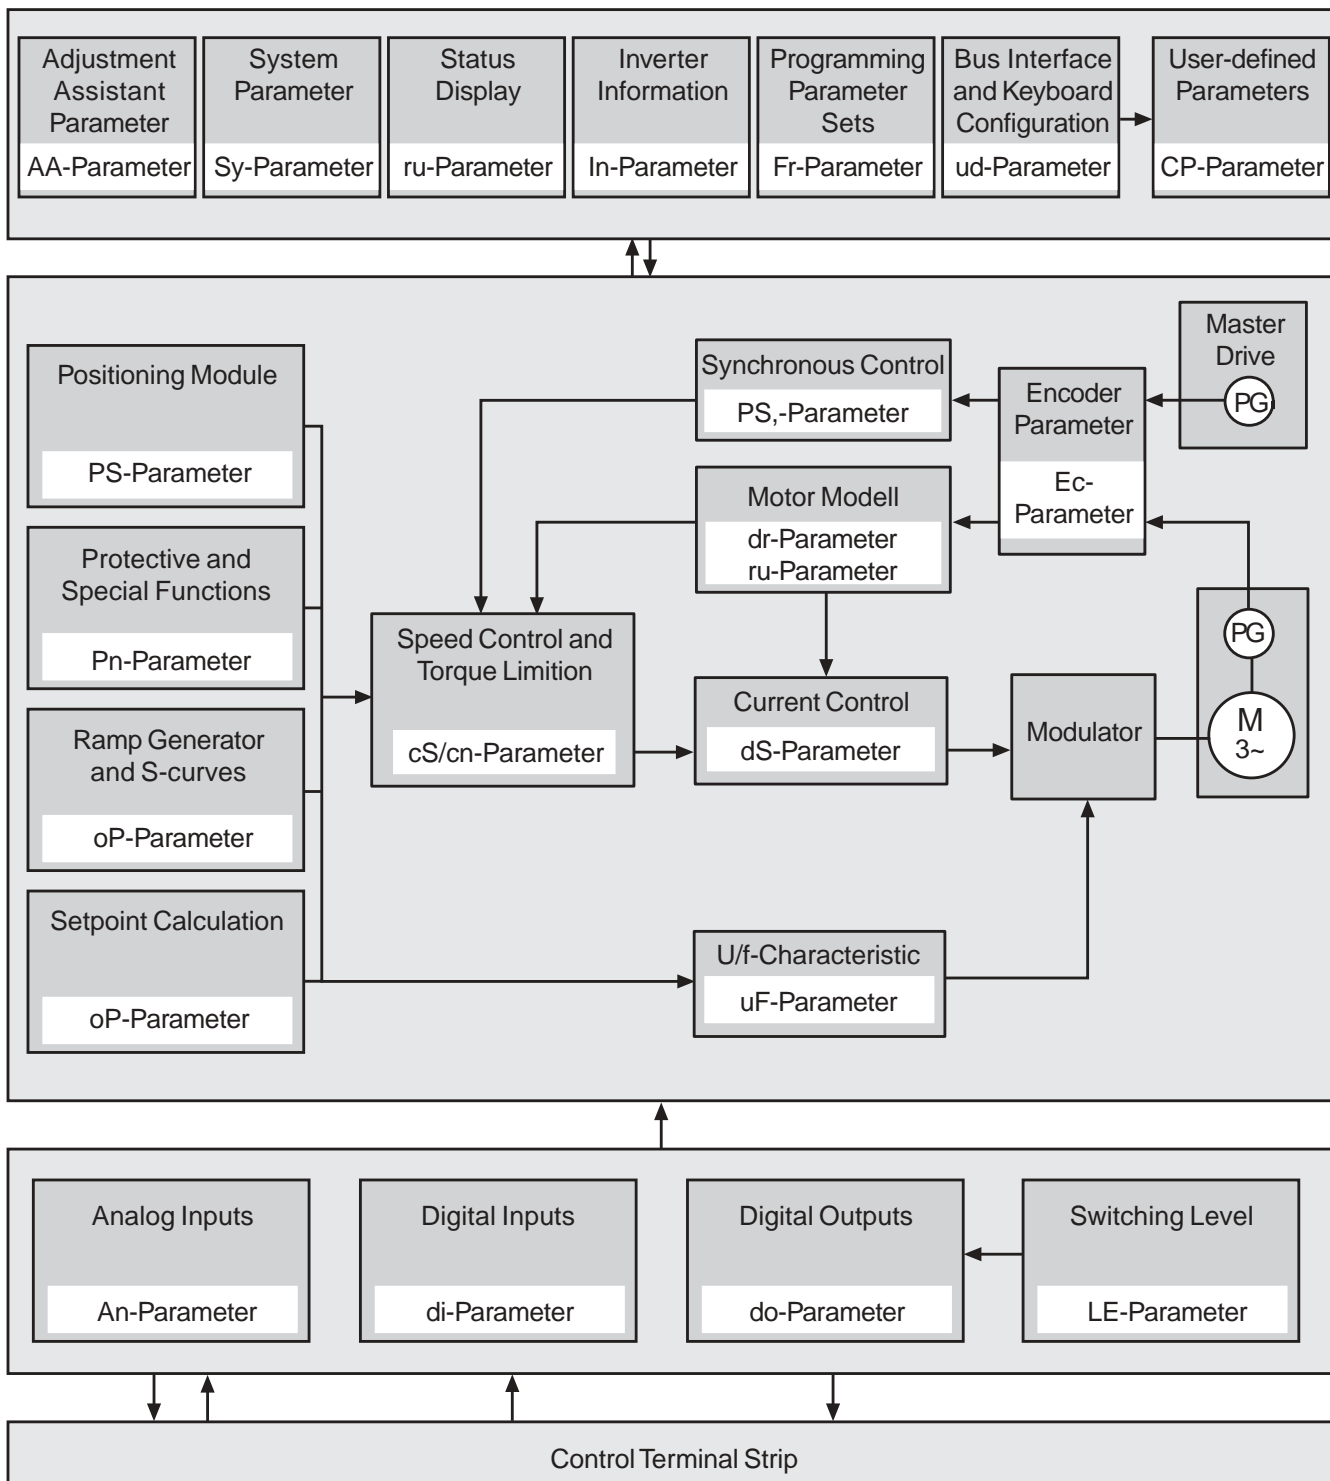 Adjustment
Assistant
Parameter
AA-Parameter
System
Parameter
Sy-Parameter
Status
Display
ru-Parameter
Inverter
Information
In-Parameter
Programming
Parameter
Sets
Fr-Parameter
Bus Interface
and Keyboard
Configuration
ud-Parameter
User-defined
Parameters
CP-Parameter
Positioning Module
PS-Parameter
Protective and
Special Functions
Pn-Parameter
Ramp Generator
and S-curves
oP-Parameter
Setpoint Calculation
oP-Parameter
Speed Control and
Torque Limition
cS/cn-Parameter
Synchronous Control
PS,-Parameter
Motor Modell
dr-Parameter
ru-Parameter
Current Control
dS-Parameter
U/f-Characteristic
uF-Parameter
Encoder
Parameter
Ec-
Parameter
Master
Drive
PG
Modulator
PG
M
3~
Analog Inputs
An-Parameter
Digital Inputs
di-Parameter
Digital Outputs
do-Parameter
Switching Level
LE-Parameter
Control Terminal Strip